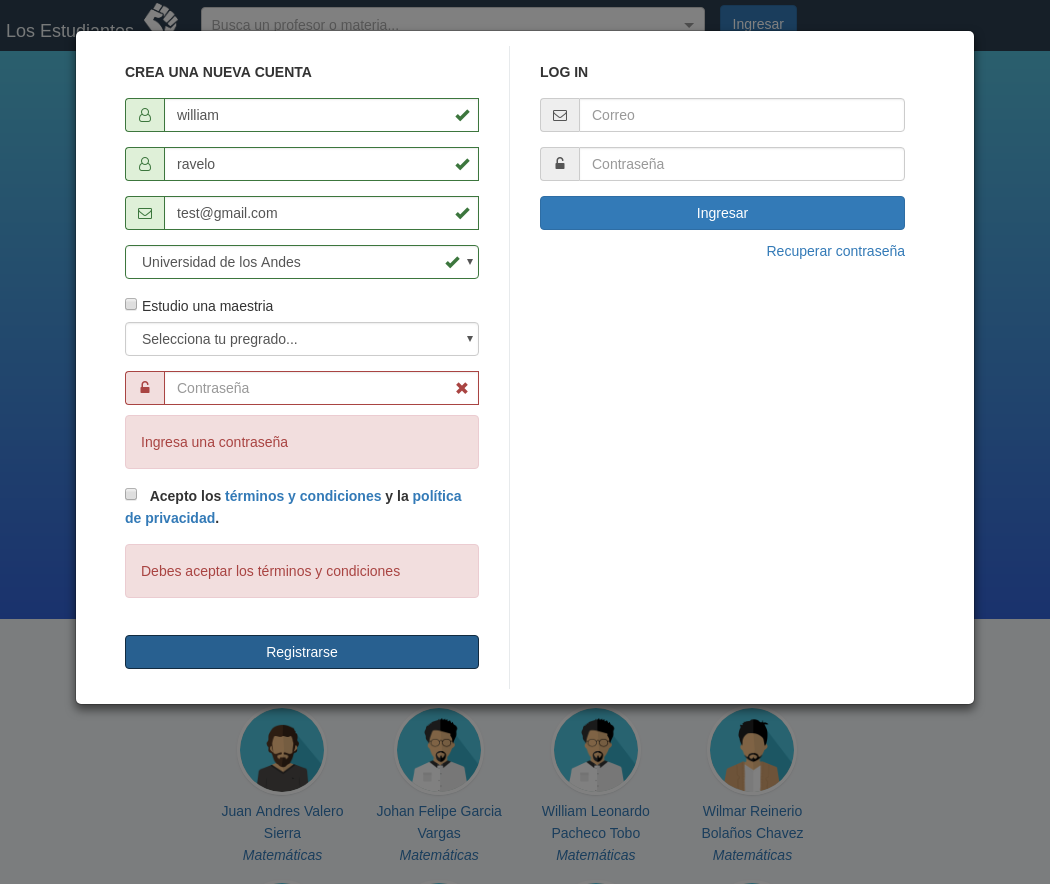 Los Estudiantes
Busca un profesor o materia...
Ingresar
CREA UNA NUEVA CUENTA
william
ravelo
test@gmail.com
Universidad de los Andes
Estudio una maestria
Selecciona tu pregrado...
Contraseña
Ingresa una contraseña
Acepto los términos y condiciones y la política
de privacidad.
Debes aceptar los términos y condiciones
Registrarse
LOG IN
Correo
Contraseña
Ingresar
Recuperar contraseña
Juan Andres Valero
Sierra
Matemáticas
Johan Felipe Garcia
Vargas
Matemáticas
William Leonardo
Pacheco Tobo
Matemáticas
Wilmar Reinerio
Bolaños Chavez
Matemáticas